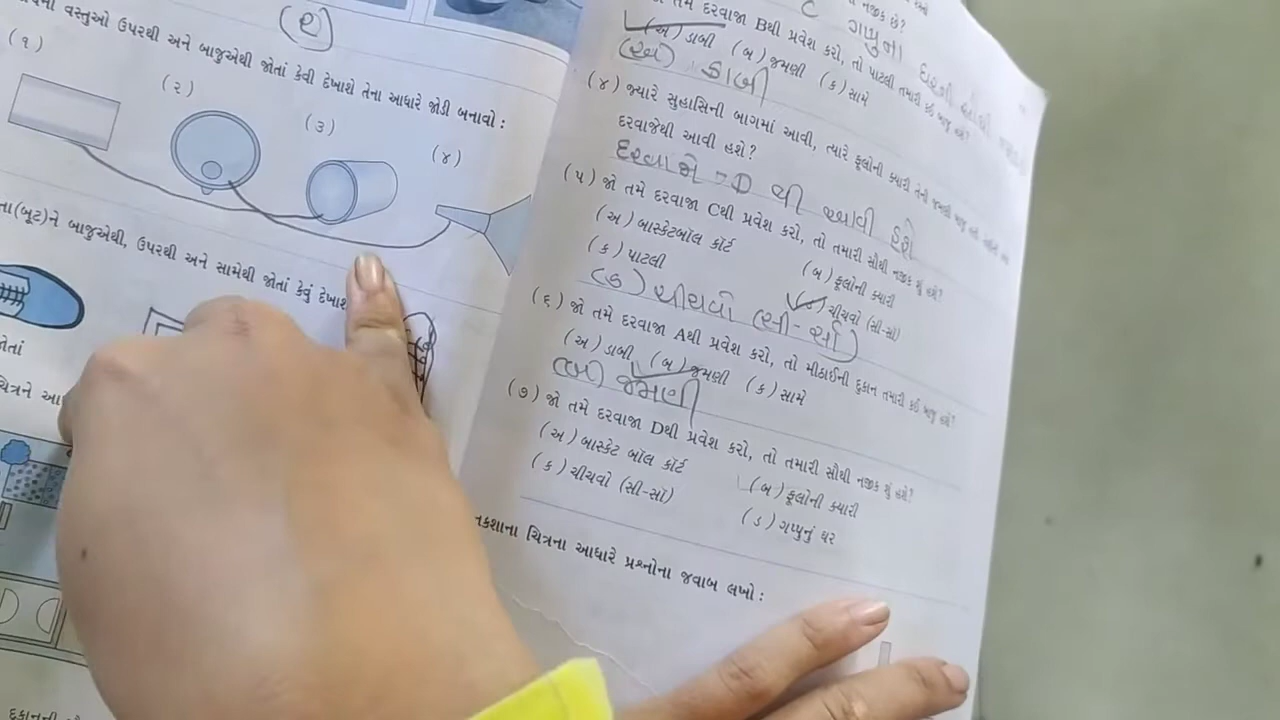 વસ્તુઓ ઉપરથી અને બાજુએથી જોતાં કેવી દેખાશે તેના આધારે જોડી બનાવો :
(૧)
(૨)
(૩)
(૪)
(બૂટ)ને બાજુએથી, ઉપરથી અને સામેથી જોતાં કેવું
નજીક છે?
C ગપ્પુના
તમે દરવાજા Bથી પ્રવેશ કરો, તો પાટલી તમારી કઈ બાજુ હશે?
(અ) ડાબી (બ) જમણી (ક) સામે
(અ) ડાબી
(૪) જ્યારે સુહાસિની બાગમાં આવી, ત્યારે ફૂલોની ક્યારી તેની જમણી બાજુ
દરવાજેથી આવી હશે?
દરવાજે - D થી આવી હશે
(૫) જો તમે દરવાજા Cથી પ્રવેશ કરો, તો તમારી સૌથી નજીક શું હશે?
(અ) બાસ્કેટબૉલ કૉર્ટ (બ) ફૂલોની ક્યારી
(ક) પાટલી (ડ) ચીચવો (સી-સૉ)
(ડ) ચીચવો (સી-સૉ)
(૬) જો તમે દરવાજા Aથી પ્રવેશ કરો, તો મીઠાઈની દુકાન તમારી કઈ બાજુ હશે?
(અ) ડાબી (બ) જમણી (ક) સામે
(બ) જમણી
(૭) જો તમે દરવાજા Dથી પ્રવેશ કરો, તો તમારી સૌથી નજીક શું હશે?
(અ) બાસ્કેટ બૉલ કૉર્ટ (બ) ફૂલોની ક્યારી
(ક) ચીચવો (સી-સૉ) (ડ) ગપ્પુનું ઘર
નકશાના ચિત્રના આધારે પ્રશ્નોના જવાબ લખો :